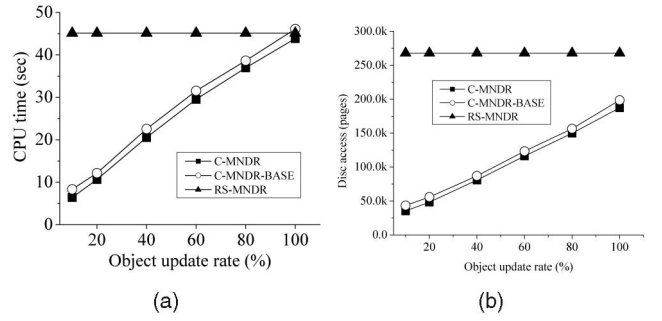 50
40
30
20
10
0
CPU time (sec)
C-MNDR
C-MNDR-BASE
RS-MNDR
20 40 60 80 100
Object update rate (%)
(a)
300.0k
250.0k
200.0k
150.0k
100.0k
50.0k
0.0
Disc access (pages)
C-MNDR
C-MNDR-BASE
RS-MNDR
20 40 60 80 100
Object update rate (%)
(b)